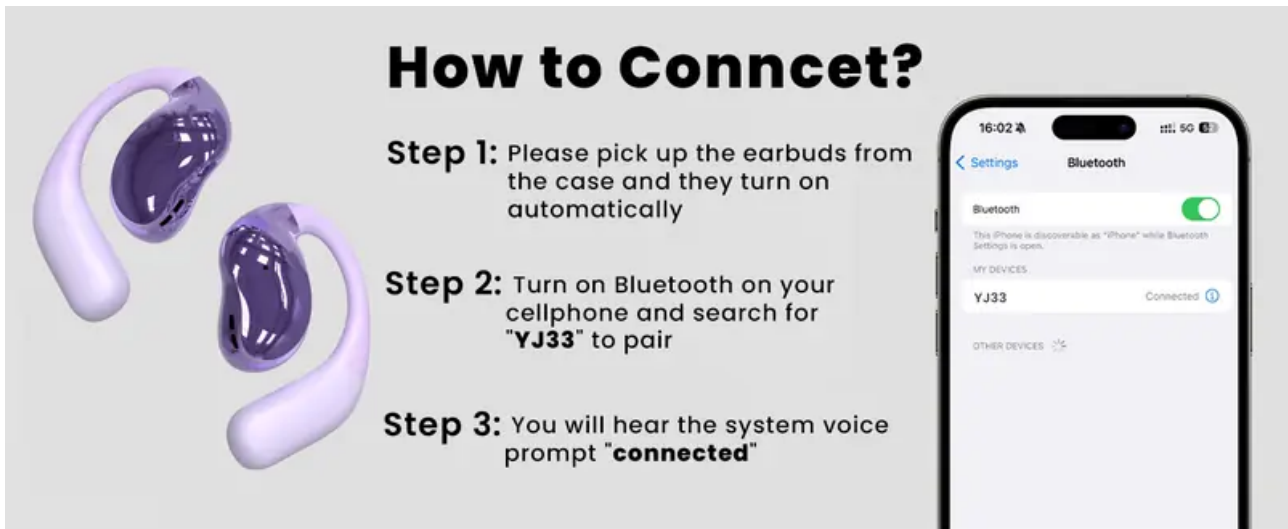 How to Conncet?
Step 1: Please pick up the earbuds from
the case and they turn on
automatically
Step 2: Turn on Bluetooth on your
cellphone and search for
"YJ33" to pair
Step 3: You will hear the system voice
prompt "connected"
16:02 5G
Settings Bluetooth
Bluetooth
This iPhone is discoverable as "iPhone" while Bluetooth
Settings is open.
MY DEVICES
YJ33 Connected
OTHER DEVICES